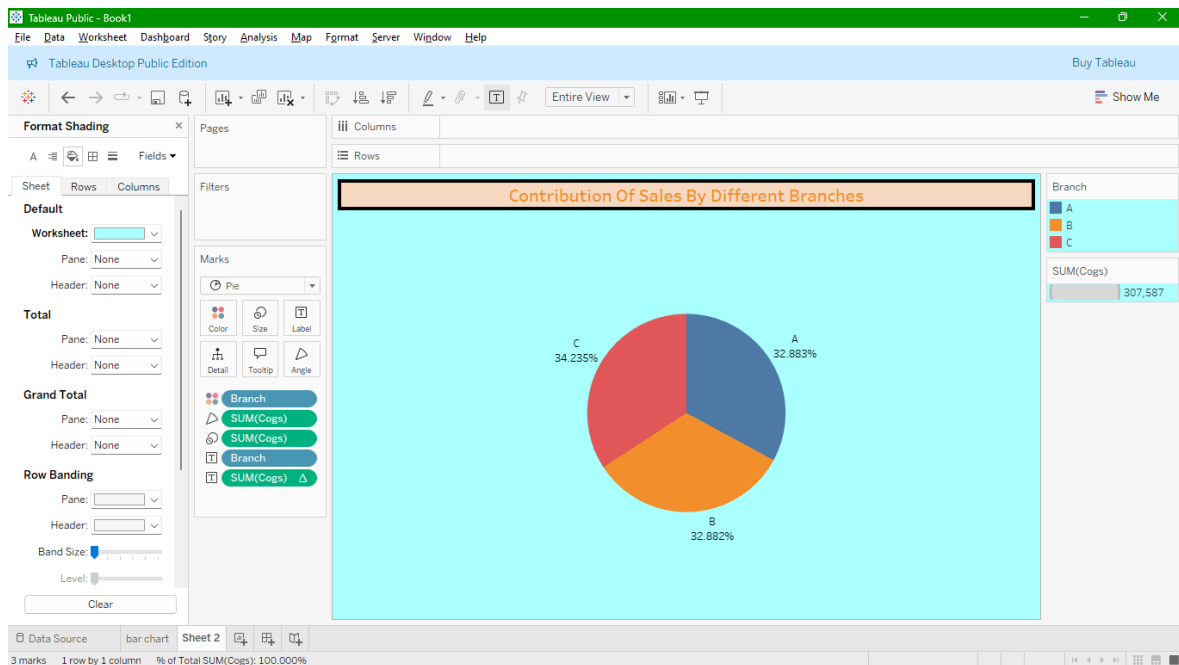 Tableau Public - Book1
File Data Worksheet Dashboard Story Analysis Map Format Server Window Help
Tableau Desktop Public Edition
Buy Tableau
Entire View
Show Me
Format Shading
Fields
Sheet Rows Columns
Default
Worksheet:
Pane: None
Header: None
Total
Pane: None
Header: None
Grand Total
Pane: None
Header: None
Row Banding
Pane:
Header:
Band Size:
Level:
Clear
Pages
Filters
Marks
Pie
Color Size Label
Detail Tooltip Angle
Branch
SUM(Cogs)
SUM(Cogs)
Branch
SUM(Cogs) Δ
Columns
Rows
Contribution Of Sales By Different Branches
C
34.235%
A
32.883%
B
32.882%
Branch
A
B
C
SUM(Cogs)
307,587
Data Source bar chart Sheet 2
3 marks 1 row by 1 column % of Total SUM(Cogs): 100.000%